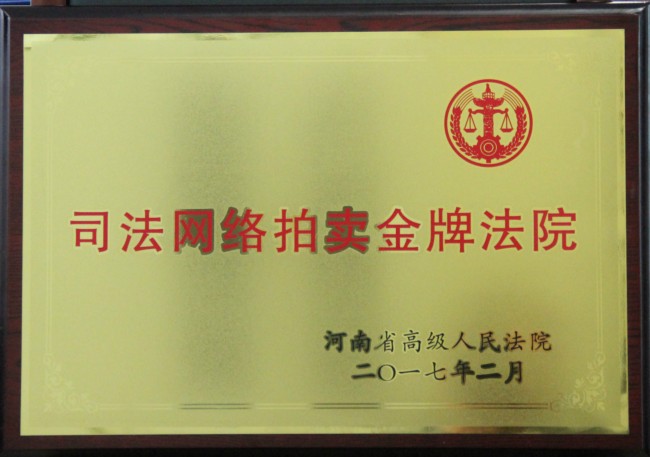 司法网络拍卖金牌法院
河南省高级人民法院
二〇一七年二月